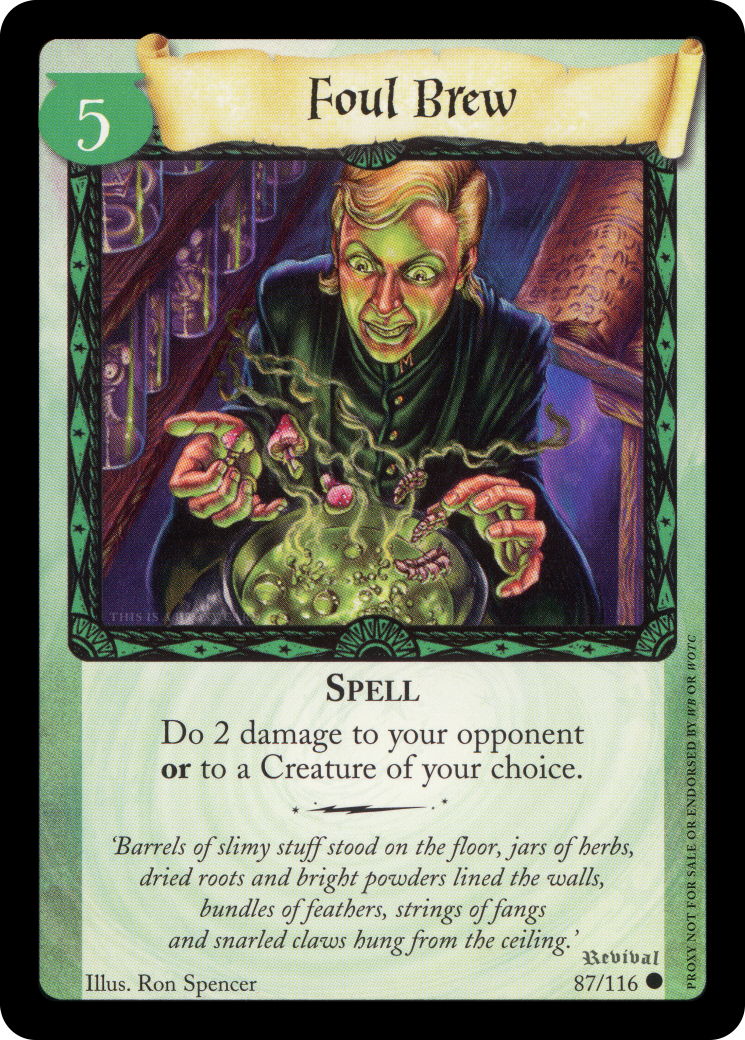 Foul Brew
5
M
THIS IS A
SPELL
Do 2 damage to your opponent
or to a Creature of your choice.
‘Barrels of slimy stuff stood on the floor, jars of herbs,
dried roots and bright powders lined the walls,
bundles of feathers, strings of fangs
and snarled claws hung from the ceiling.’
Revival
Illus. Ron Spencer
87/116
PROXY NOT FOR SALE OR ENDORSED BY WB OR WOTC